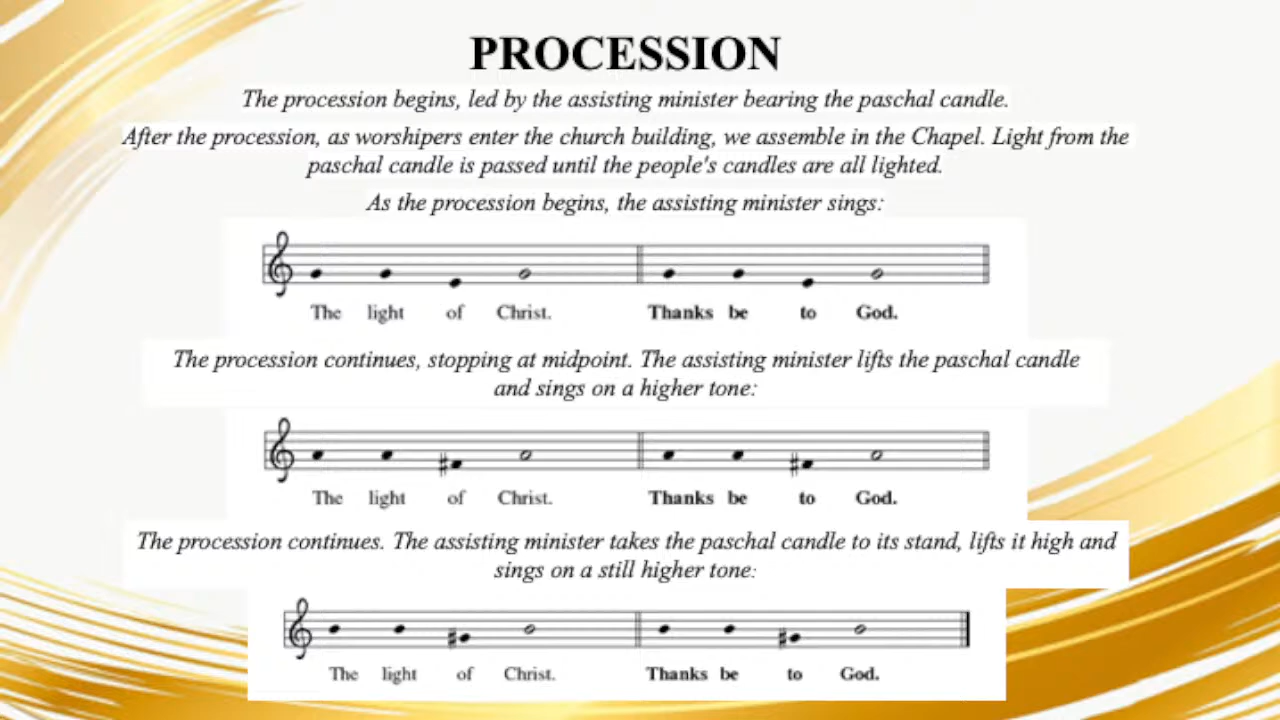 PROCESSION
The procession begins, led by the assisting minister bearing the paschal candle.
After the procession, as worshipers enter the church building, we assemble in the Chapel. Light from the
paschal candle is passed until the people's candles are all lighted.
As the procession begins, the assisting minister sings:
The light of Christ. Thanks be to God.
The procession continues, stopping at midpoint. The assisting minister lifts the paschal candle
and sings on a higher tone:
The light of Christ. Thanks be to God.
The procession continues. The assisting minister takes the paschal candle to its stand, lifts it high and
sings on a still higher tone:
The light of Christ. Thanks be to God.